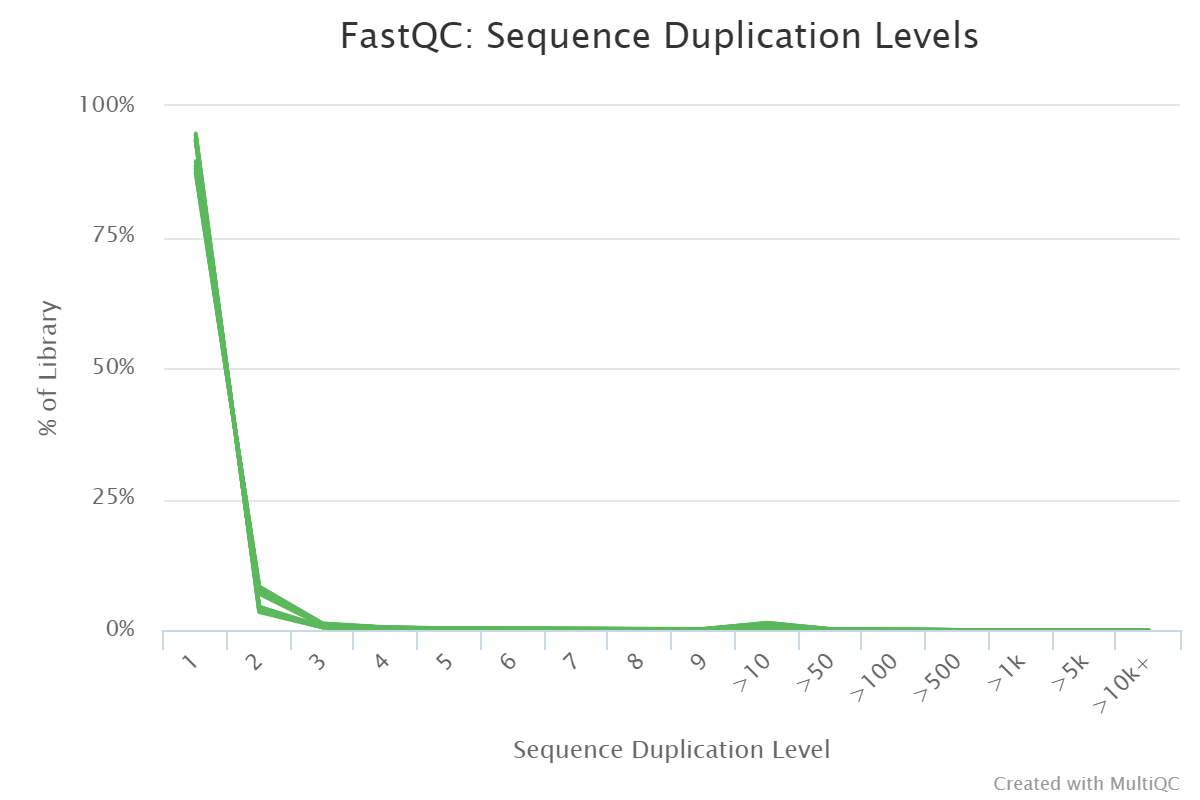 FastQC: Sequence Duplication Levels
100%
75%
50%
25%
0%
% of Library
1
2
3
4
5
6
7
8
9
>10
>50
>100
>500
>1k
>5k
>10k+
Sequence Duplication Level
Created with MultiQC